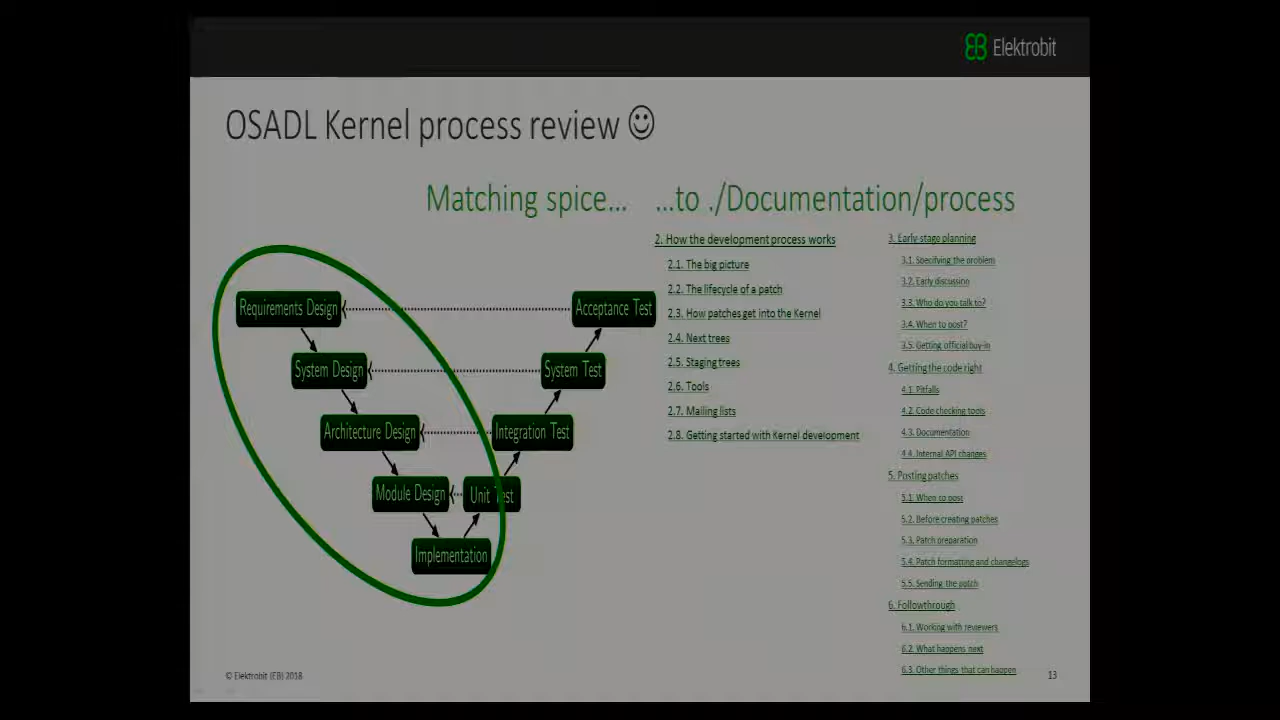 Elektrobit
OSADL Kernel process review
Matching spice... ...to ./Documentation/process
Requirements Design
Acceptance Test
System Design
System Test
Architecture Design
Integration Test
Module Design
Unit Test
Implementation
2. How the development process works
2.1. The big picture
2.2. The lifecycle of a patch
2.3. How patches get into the Kernel
2.4. Next trees
2.5. Staging trees
2.6. Tools
2.7. Mailing lists
2.8. Getting started with Kernel development
3. Early-stage planning
3.1. Specifying the problem
3.2. Early discussion
3.3. Who do you talk to?
3.4. When to post?
3.5. Getting official buy-in
4. Getting the code right
4.1. Pitfalls
4.2. Code checking tools
4.3. Documentation
4.4. Internal API changes
5. Posting patches
5.1. When to post
5.2. Before creating patches
5.3. Patch preparation
5.4. Patch formatting and changelogs
5.5. Sending the patch
6. Followthrough
6.1. Working with reviewers
6.2. What happens next
6.3. Other things that can happen
© Elektrobit (EB) 2018
13